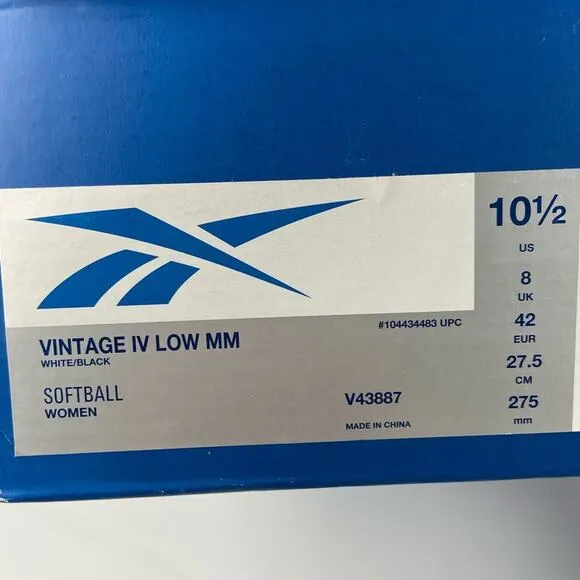 #104434483 UPC
VINTAGE IV LOW MM
WHITE/BLACK
SOFTBALL
WOMEN
V43887
MADE IN CHINA
10½
US
8
UK
42
EUR
27.5
CM
275
mm